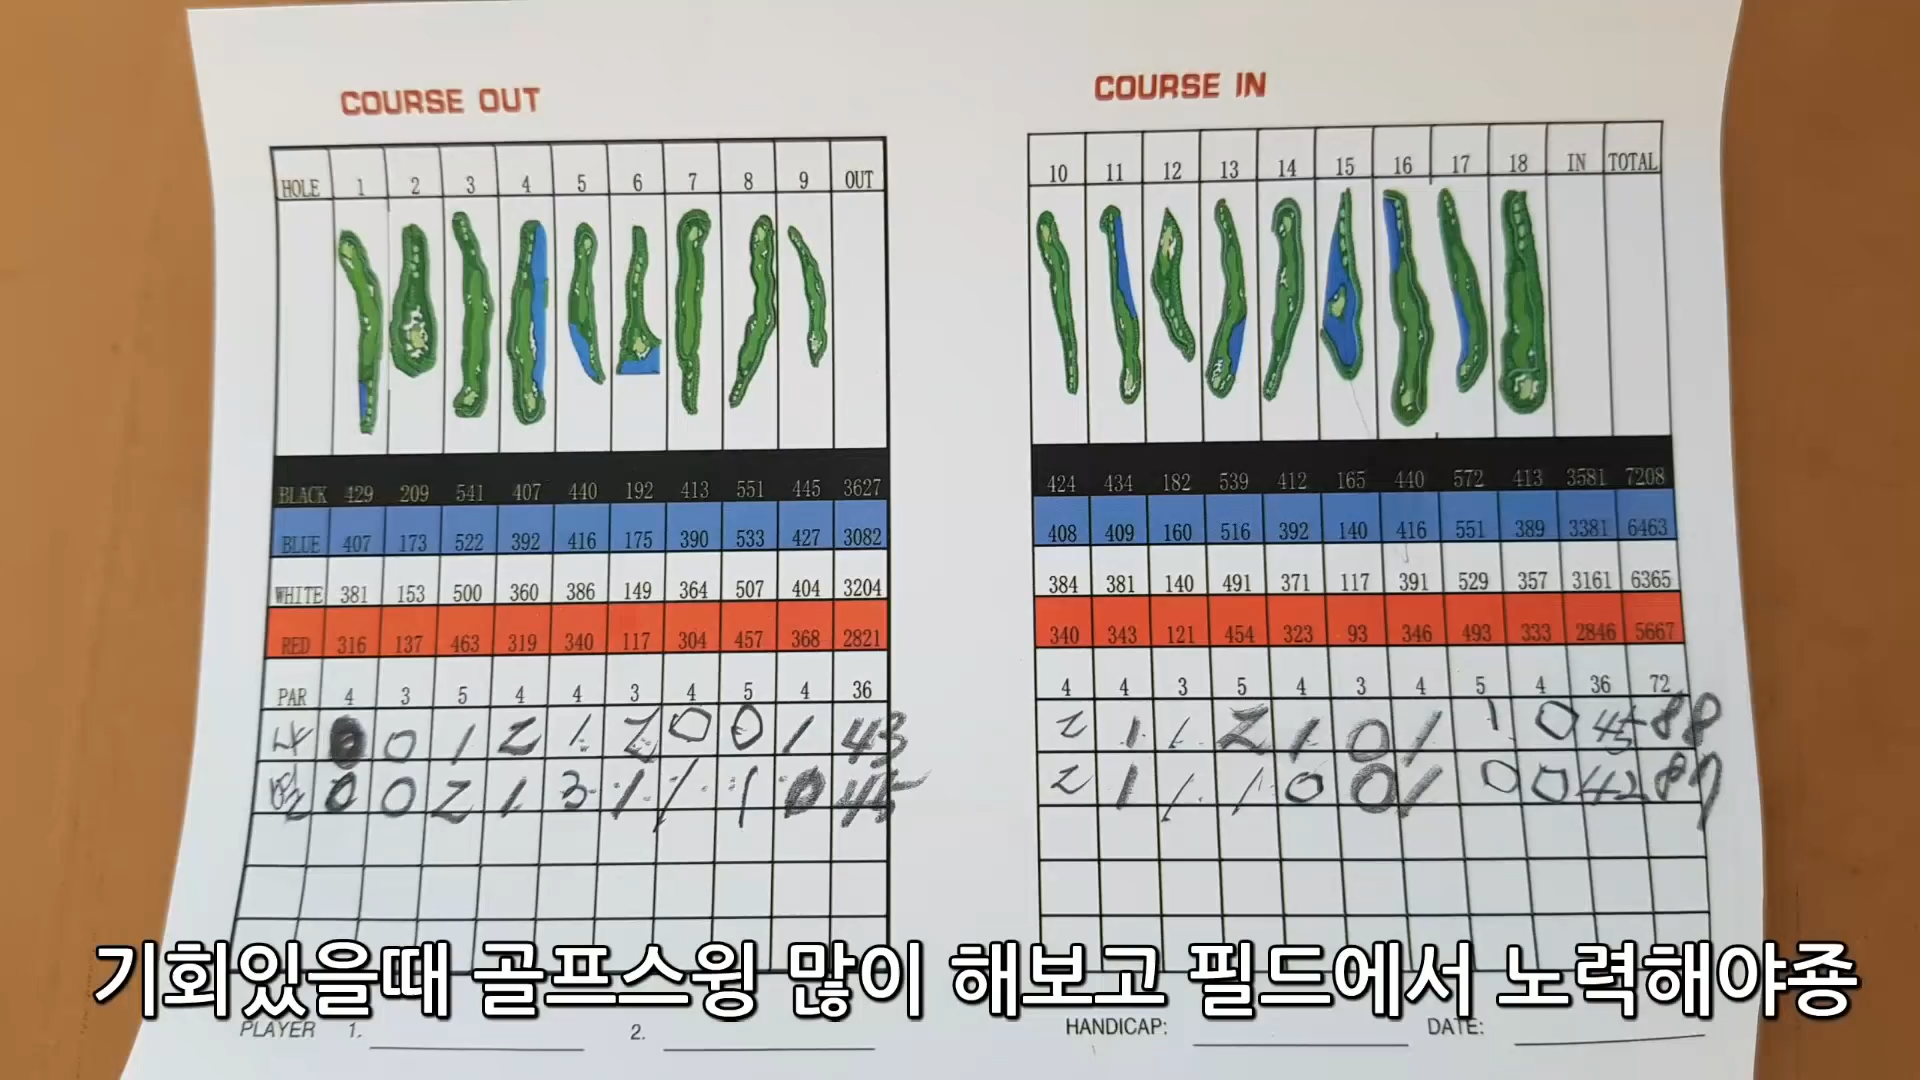 COURSE OUT
COURSE IN
HOLE 1 2 3 4 5 6 7 8 9 OUT
10 11 12 13 14 15 16 17 18 IN TOTAL
BLACK 429 209 541 407 440 192 413 551 445 3627
424 434 182 539 412 165 440 572 413 3581 7208
BLUE 407 173 522 392 416 175 390 533 427 3082
408 409 160 516 392 140 416 551 389 3381 6463
WHITE 381 153 500 360 386 149 364 507 404 3204
384 381 140 491 371 117 391 529 357 3161 6365
RED 316 137 463 319 340 117 304 457 368 2821
340 343 121 454 323 93 346 493 333 2846 5667
PAR 4 3 5 4 4 3 4 5 4 36
4 4 3 5 4 3 4 5 4 36 72
0 0 1 2 1 2 0 0 1 43
2 1 1 2 1 0 1 1 0 45 88
0 0 2 1 3 1 1 1 0 45
2 1 1 1 0 0 1 0 0 42 87
기회있을때 골프스윙 많이 해보고 필드에서 노력해야죵
PLAYER 1. 2.
HANDICAP: DATE: